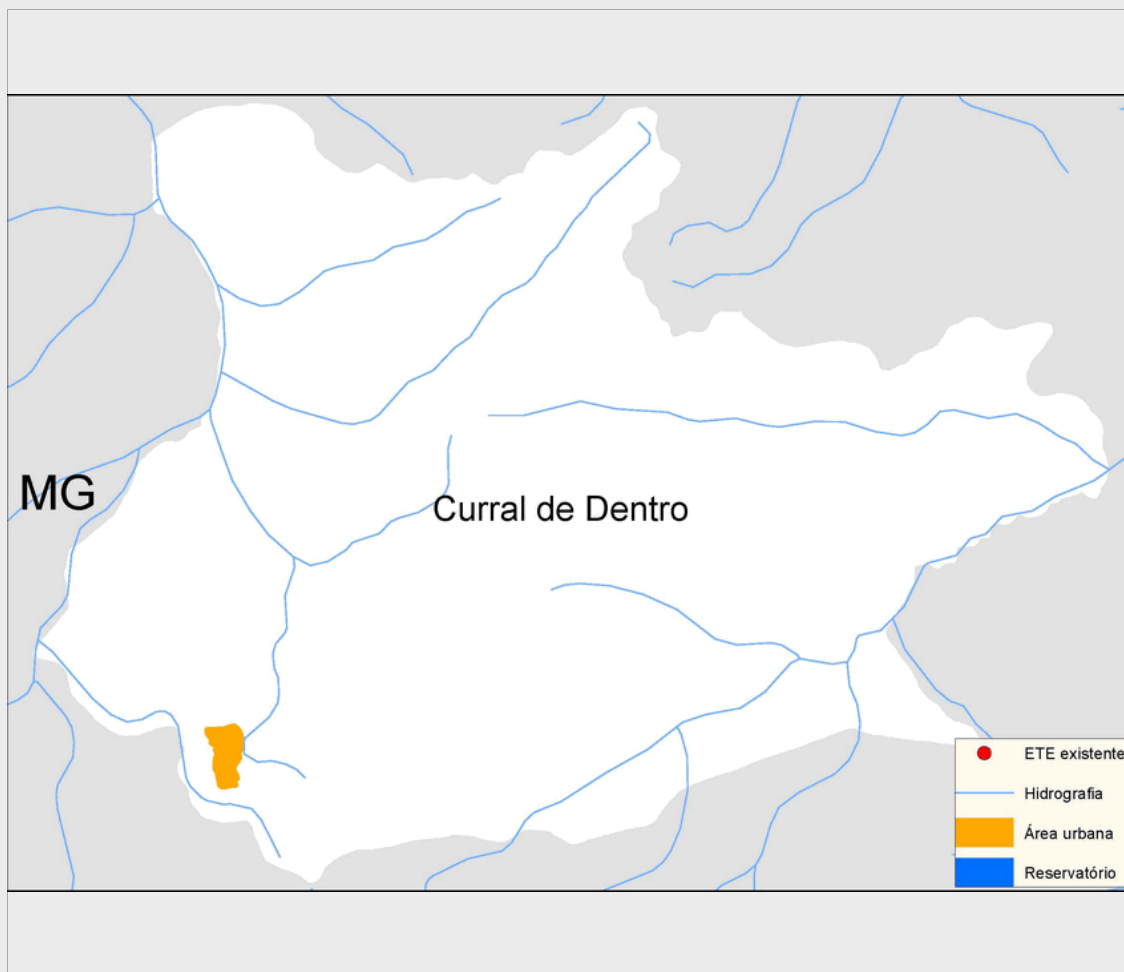 MG
Curral de Dentro
ETE existente
Hidrografia
Área urbana
Reservatório